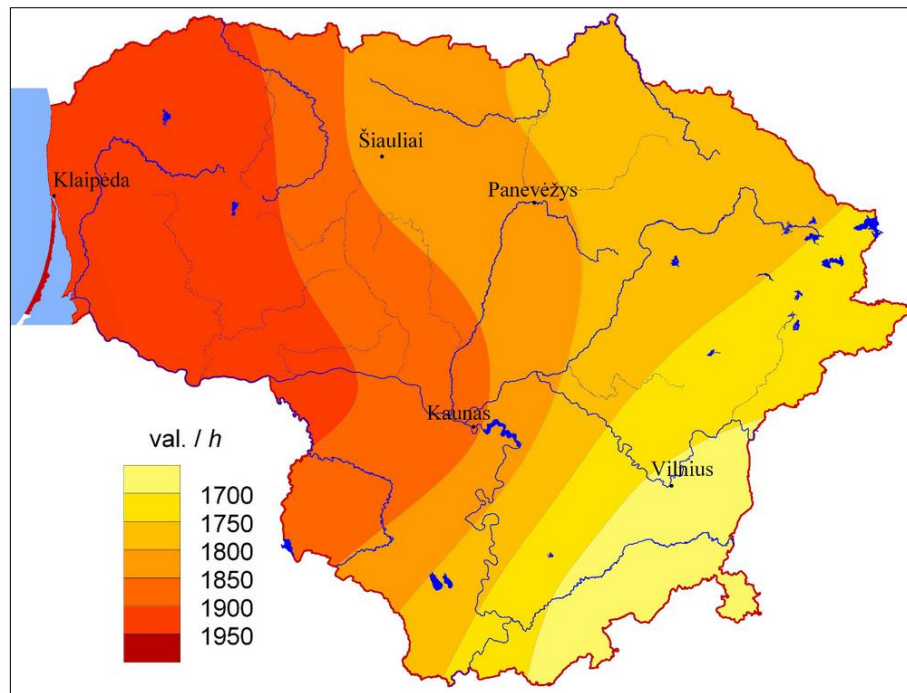 Šiauliai
Klaipėda
Panevėžys
Kaunas
val. / h
Vilnius
1700
1750
1800
1850
1900
1950